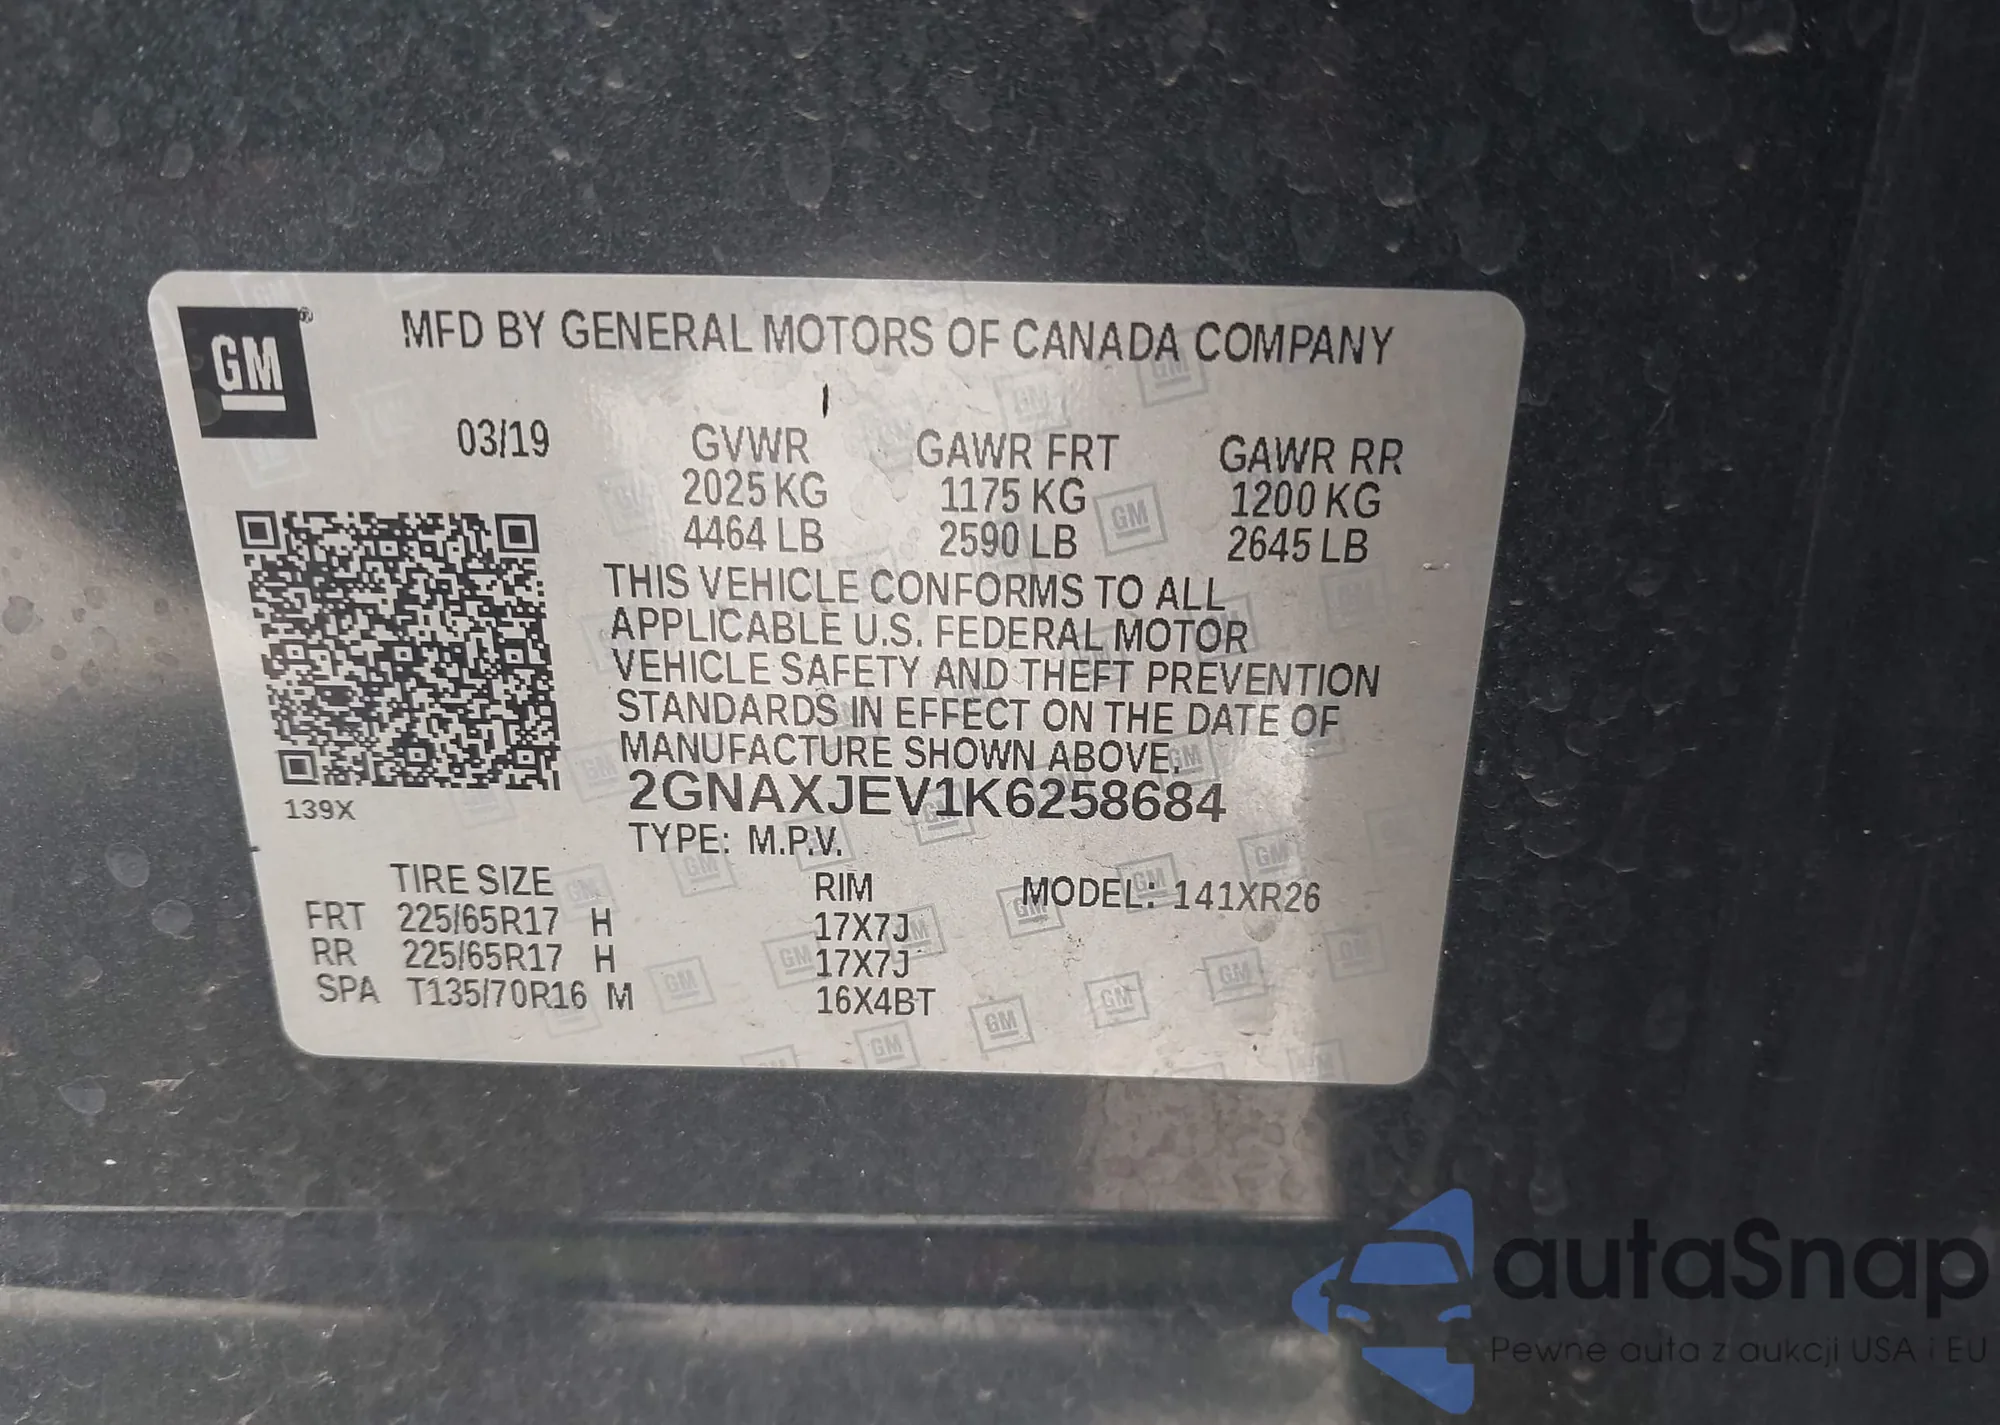 GM®
MFD BY GENERAL MOTORS OF CANADA COMPANY
03/19
GVWR GAWR FRT GAWR RR
2025 KG 1175 KG 1200 KG
4464 LB 2590 LB 2645 LB
THIS VEHICLE CONFORMS TO ALL
APPLICABLE U.S. FEDERAL MOTOR
VEHICLE SAFETY AND THEFT PREVENTION
STANDARDS IN EFFECT ON THE DATE OF
MANUFACTURE SHOWN ABOVE.
2GNAXJEV1K6258684
139X
TYPE: M.P.V.
TIRE SIZE RIM MODEL: 141XR26
FRT 225/65R17 H 17X7J
RR 225/65R17 H 17X7J
SPA T135/70R16 M 16X4BT
autaSnap
Pewne auta z aukcji USA i EU